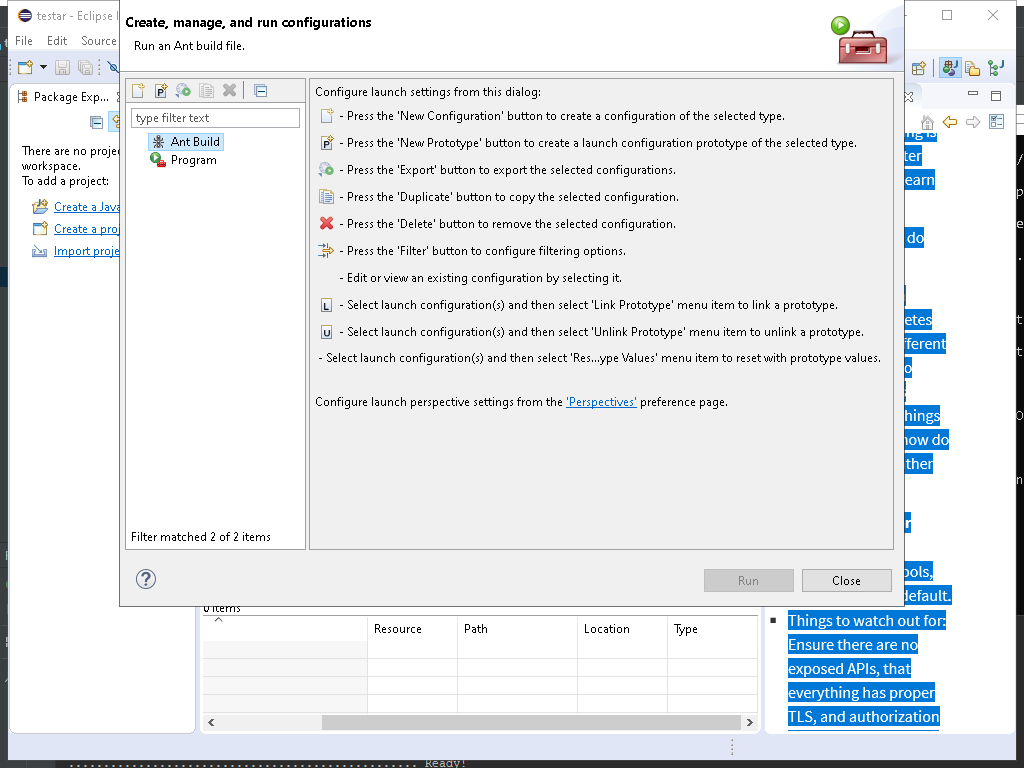 testar - Eclipse I
Create, manage, and run configurations
Run an Ant build file.
File Edit Source
Package Exp...
type filter text
Ant Build
Program
Filter matched 2 of 2 items
There are no proje
workspace.
To add a project:
Create a Java
Create a proj
Import proje
Configure launch settings from this dialog:
- Press the 'New Configuration' button to create a configuration of the selected type.
- Press the 'New Prototype' button to create a launch configuration prototype of the selected type.
- Press the 'Export' button to export the selected configurations.
- Press the 'Duplicate' button to copy the selected configuration.
- Press the 'Delete' button to remove the selected configuration.
- Press the 'Filter' button to configure filtering options.
- Edit or view an existing configuration by selecting it.
L - Select launch configuration(s) and then select 'Link Prototype' menu item to link a prototype.
U - Select launch configuration(s) and then select 'Unlink Prototype' menu item to unlink a prototype.
- Select launch configuration(s) and then select 'Res...ype Values' menu item to reset with prototype values.
Configure launch perspective settings from the 'Perspectives' preference page.
?
Run
Close
ng is
ter
earn
do
etes
fferent
o
hings
now do
ther
r
ools,
default.
0 items
Resource Path Location Type
Things to watch out for:
Ensure there are no
exposed APIs, that
everything has proper
TLS, and authorization
Ready!